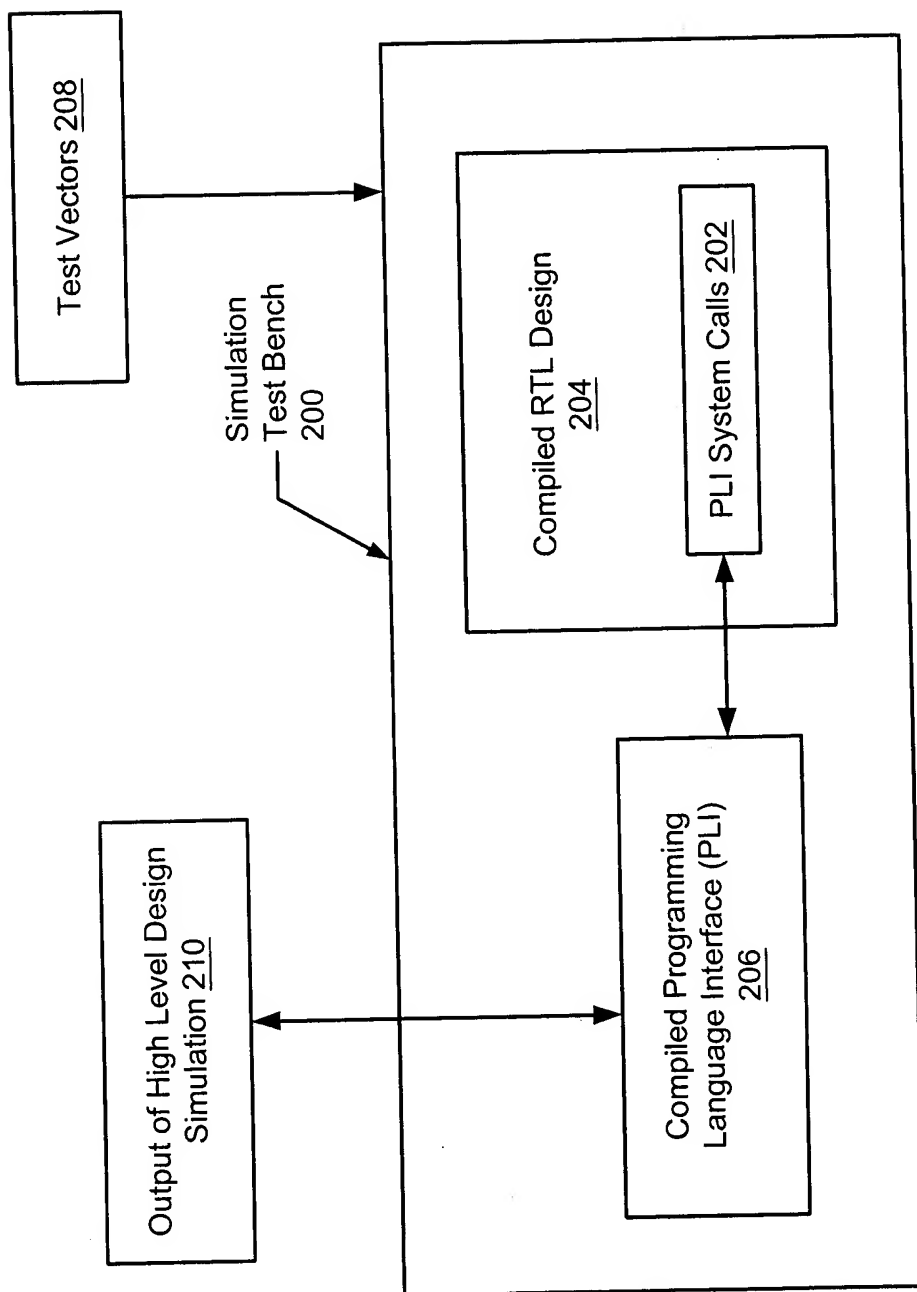 Output of High Level Design
Simulation 210
Test Vectors 208
Simulation
Test Bench
200
Compiled Programming
Language Interface (PLI)
206
Compiled RTL Design
204
PLI System Calls 202